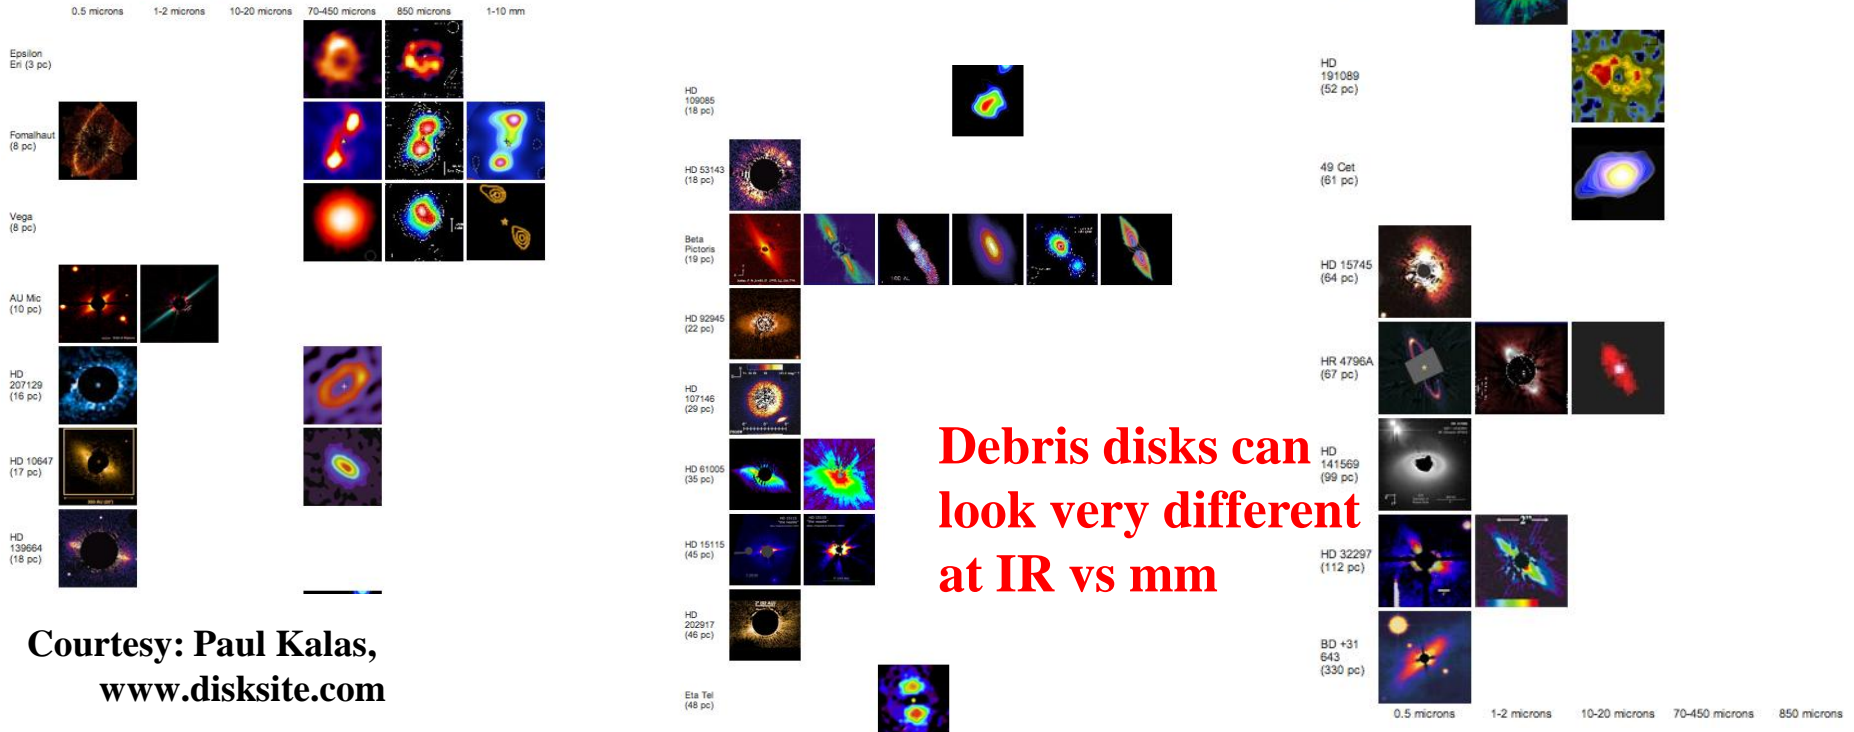 0.5 microns 1-2 microns 10-20 microns 70-450 microns 850 microns 1-10 mm
Epsilon
Eri (3 pc)
Fomalhaut
(8 pc)
Vega
(8 pc)
AU Mic
(10 pc)
HD
207129
(16 pc)
HD 10647
(17 pc)
HD
139664
(18 pc)
Courtesy: Paul Kalas,
www.disksite.com
HD
109085
(18 pc)
HD 53143
(18 pc)
Beta
Pictoris
(19 pc)
HD 92945
(22 pc)
HD
107146
(29 pc)
HD 61005
(35 pc)
HD 15115
(45 pc)
HD
202917
(46 pc)
Eta Tel
(48 pc)
Debris disks can
look very different
at IR vs mm
HD
191089
(52 pc)
49 Cet
(61 pc)
HD 15745
(64 pc)
HR 4796A
(67 pc)
HD
141569
(99 pc)
HD 32297
(112 pc)
2"
BD +31
643
(330 pc)
0.5 microns 1-2 microns 10-20 microns 70-450 microns 850 microns